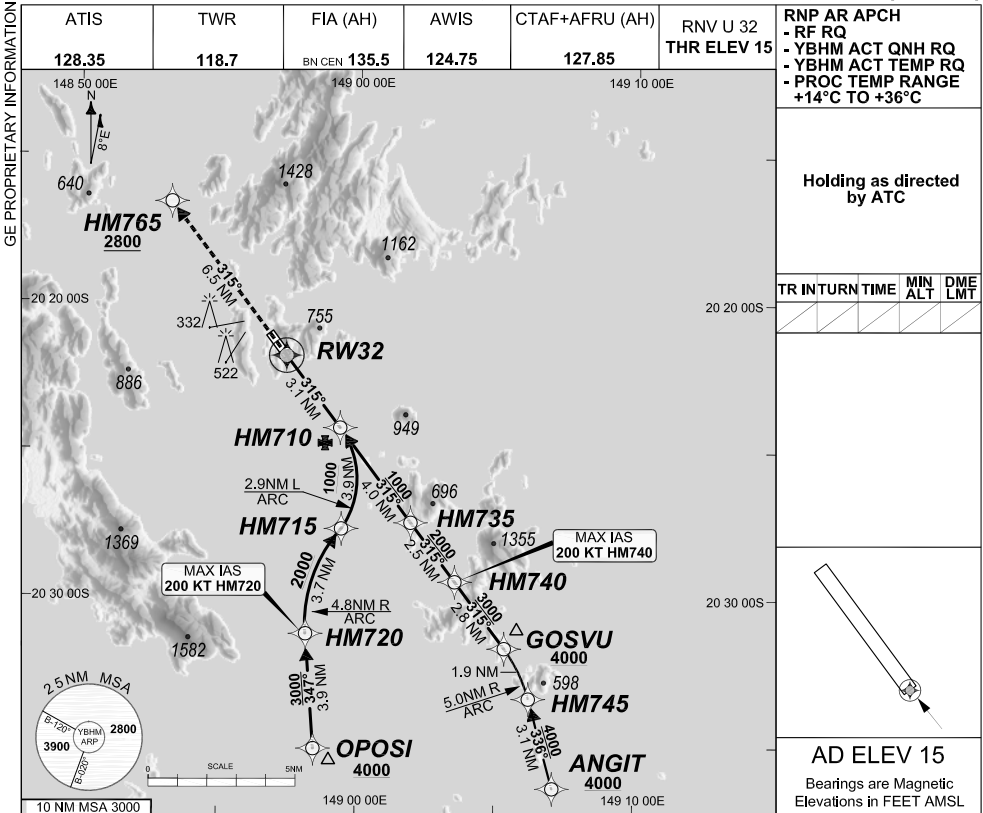 GE PROPRIETARY INFORMATION
ATIS
128.35
TWR
118.7
FIA (AH)
BN CEN 135.5
AWIS
124.75
CTAF+AFRU (AH)
127.85
RNV U 32
THR ELEV 15
RNP AR APCH
- RF RQ
- YBHM ACT QNH RQ
- YBHM ACT TEMP RQ
- PROC TEMP RANGE
+14°C TO +36°C
Holding as directed
by ATC
TR IN TURN TIME MIN ALT DME LMT
148 50 00E
149 00 00E
149 10 00E
N
8°E
640
1428
HM765
2800
1162
20 20 00S
20 20 00S
315°
6.5 NM
332
755
522
RW32
886
315°
3.1 NM
949
HM710
1000
3.9NM
1000
315°
4.0 NM
2.9NM L
ARC
696
HM715
HM735
1369
2000
315°
2.5 NM
1355
MAX IAS
200 KT HM740
MAX IAS
200 KT HM720
2000
3.7NM
HM740
20 30 00S
20 30 00S
4.8NM R
ARC
3000
315°
2.8 NM
HM720
GOSVU
4000
1582
3000
347°
3.9 NM
1.9 NM
598
5.0NM R
ARC
HM745
25NM MSA
B-120°
YBHM
ARP
2800
3900
B-020°
OPOSI
4000
4000
336°
3.1 NM
ANGIT
4000
0 SCALE 5NM
10 NM MSA 3000
149 00 00E
149 10 00E
AD ELEV 15
Bearings are Magnetic
Elevations in FEET AMSL